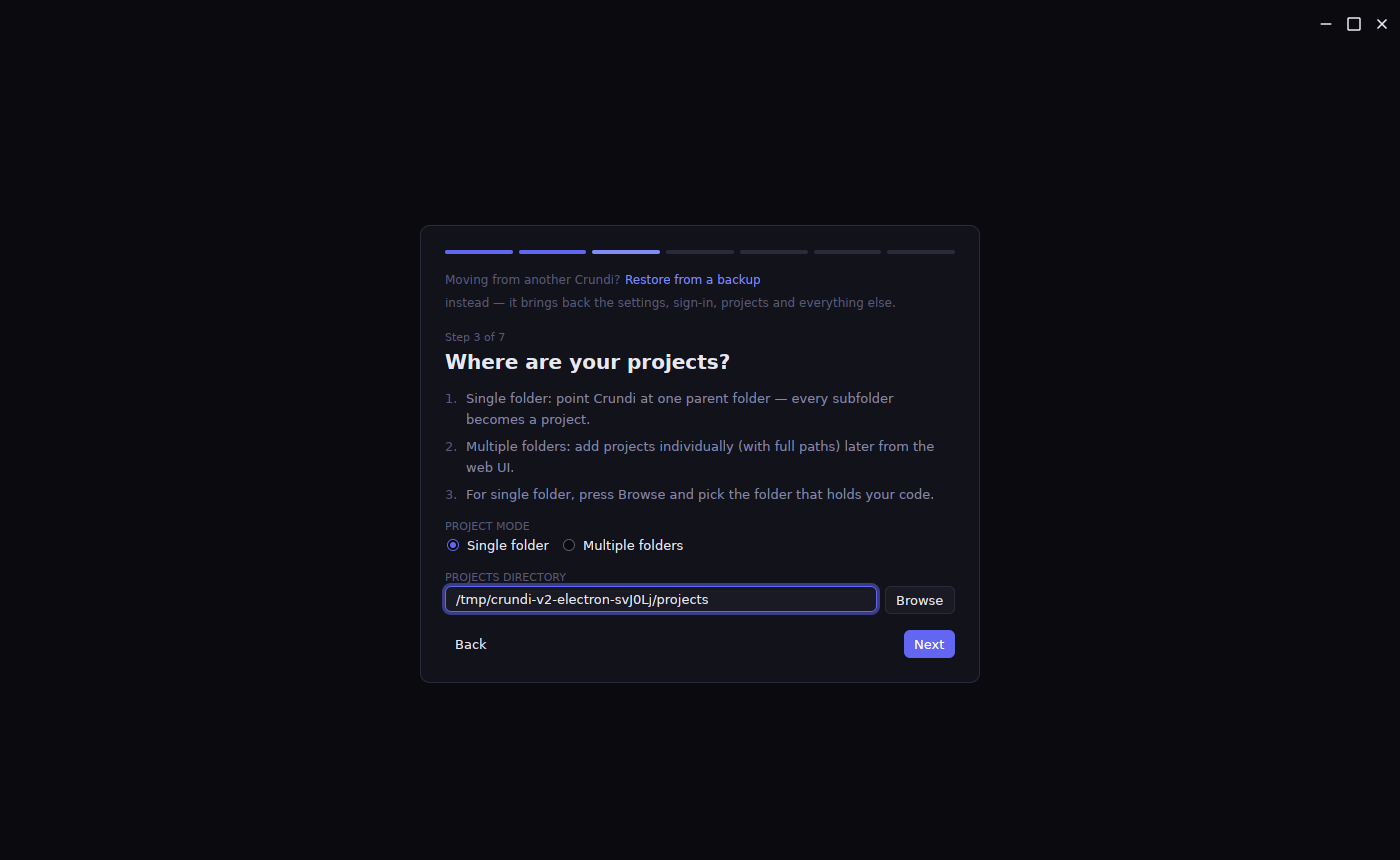 Moving from another Crundi? Restore from a backup
instead — it brings back the settings, sign-in, projects and everything else.
Step 3 of 7
Where are your projects?
1. Single folder: point Crundi at one parent folder — every subfolder
becomes a project.
2. Multiple folders: add projects individually (with full paths) later from the
web UI.
3. For single folder, press Browse and pick the folder that holds your code.
PROJECT MODE
Single folder Multiple folders
PROJECTS DIRECTORY
/tmp/crundi-v2-electron-svJ0Lj/projects Browse
Back Next